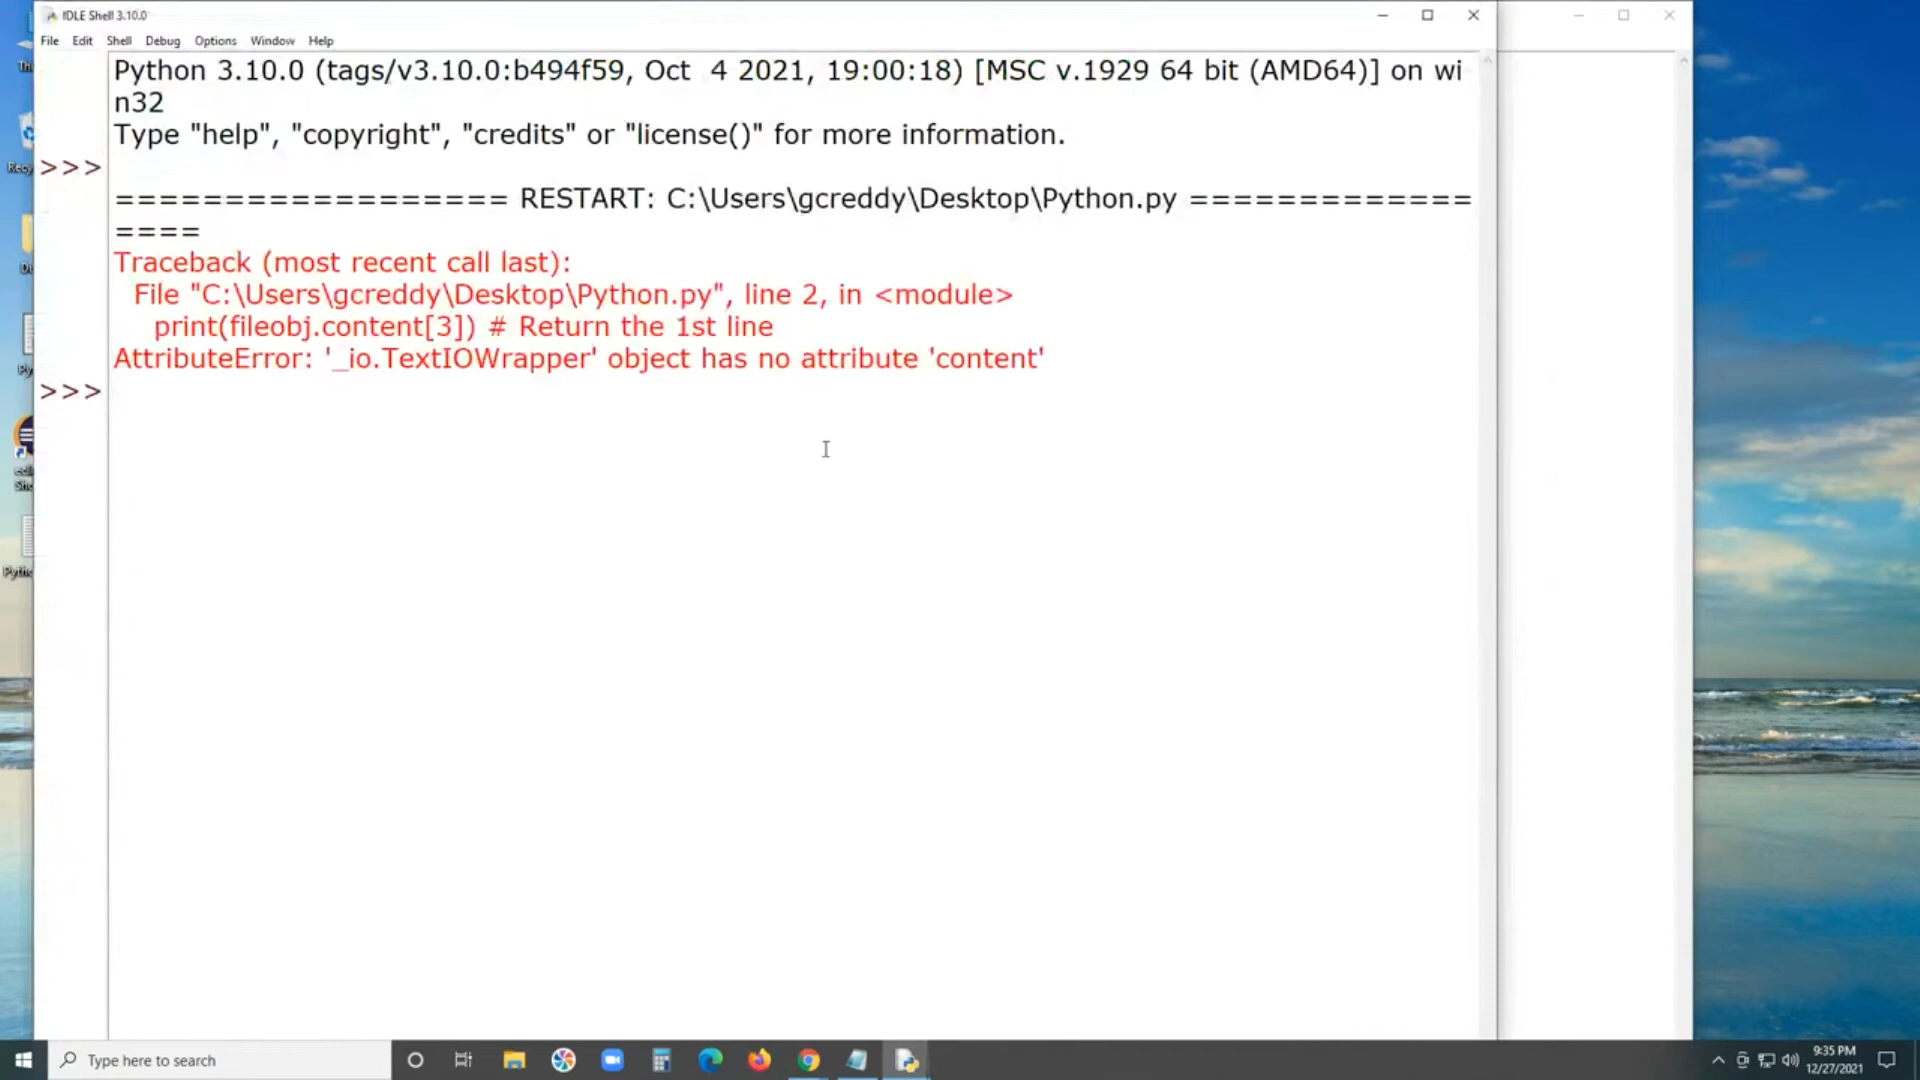 IDLE Shell 3.10.0
File Edit Shell Debug Options Window Help
Python 3.10.0 (tags/v3.10.0:b494f59, Oct  4 2021, 19:00:18) [MSC v.1929 64 bit (AMD64)] on wi
n32
Type "help", "copyright", "credits" or "license()" for more information.
>>>
================== RESTART: C:\Users\gcreddy\Desktop\Python.py =============
====
Traceback (most recent call last):
  File "C:\Users\gcreddy\Desktop\Python.py", line 2, in <module>
    print(fileobj.content[3]) # Return the 1st line
AttributeError: '_io.TextIOWrapper' object has no attribute 'content'
>>>
Type here to search
9:35 PM
12/27/2021